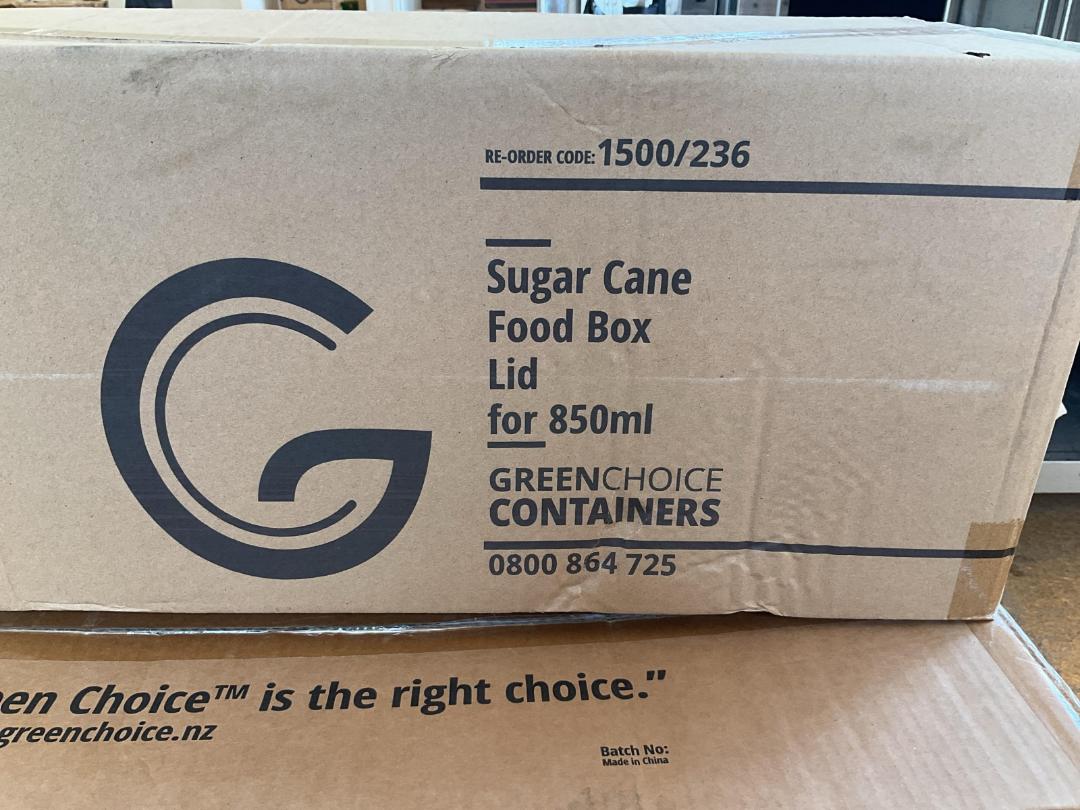 RE-ORDER CODE: 1500/236
Sugar Cane
Food Box
Lid
for 850ml
GREENCHOICE
CONTAINERS
0800 864 725
en Choice™ is the right choice.”
greenchoice.nz
Batch No:
Made in China